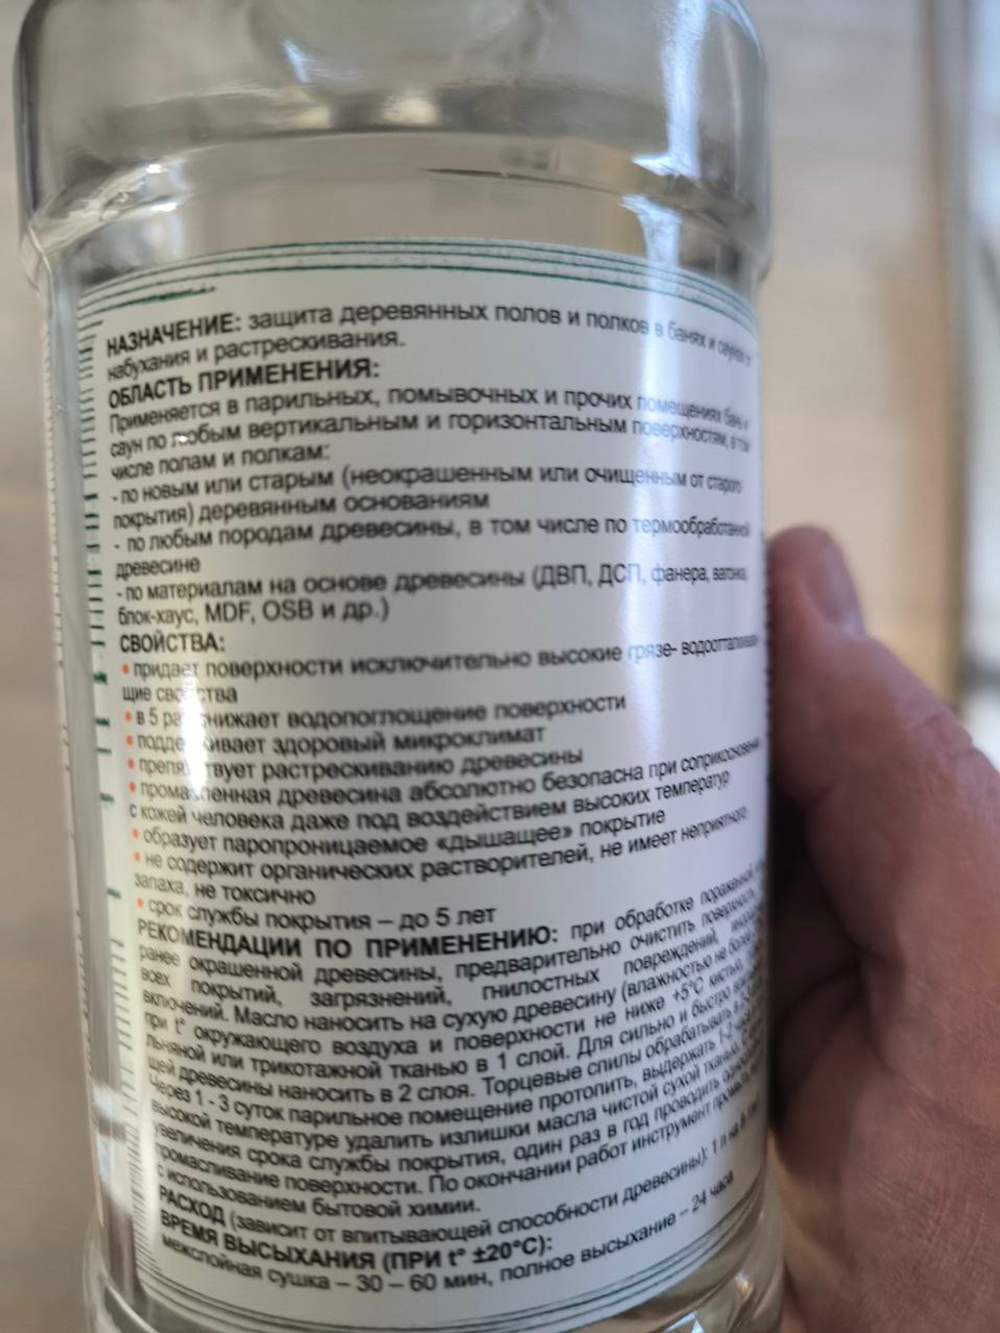 НАЗНАЧЕНИЕ: защита деревянных полов и полков в банях и саунах от
набухания и растрескивания.
ОБЛАСТЬ ПРИМЕНЕНИЯ:
Применяется в парильных, помывочных и прочих помещениях бань и
саун по любым вертикальным и горизонтальным поверхностям, в том
числе полам и полкам:
- по новым или старым (неокрашенным или очищенным от старого
покрытия) деревянным основаниям
- по любым породам древесины, в том числе по термообработанной
древесине
- по материалам на основе древесины (ДВП, ДСП, фанера, вагонка,
блок-хаус, MDF, OSB и др.)
СВОЙСТВА:
• придает поверхности исключительно высокие грязе- водоотталкиваю-
щие свойства
• в 5 раз снижает водопоглощение поверхности
• поддерживает здоровый микроклимат
• препятствует растрескиванию древесины
• промасленная древесина абсолютно безопасна при соприкосновении
с кожей человека даже под воздействием высоких температур
• образует паропроницаемое «дышащее» покрытие
• не содержит органических растворителей, не имеет неприятного
запаха, не токсично
• срок службы покрытия – до 5 лет
РЕКОМЕНДАЦИИ ПО ПРИМЕНЕНИЮ: при обработке пораженной,
ранее окрашенной древесины, предварительно очистить поверхность
всех покрытий, загрязнений, гнилостных повреждений,
включений. Масло наносить на сухую древесину (влажностью не более
при t° окружающего воздуха и поверхности не ниже +5°С кистью,
льняной или трикотажной тканью в 1 слой. Для сильно и быстро
щей древесины наносить в 2 слоя. Торцевые спилы обрабатывать в
Через 1 - 3 суток парильное помещение протопить, выдержать 1-2
высокой температуре удалить излишки масла чистой сухой тканью.
увеличения срока службы покрытия, один раз в год проводить
промасливание поверхности. По окончании работ инструмент промыть
с использованием бытовой химии.
РАСХОД (зависит от впитывающей способности древесины): 1 л на
ВРЕМЯ ВЫСЫХАНИЯ (ПРИ t° ±20°С):
межслойная сушка – 30 – 60 мин, полное высыхание – 24 часа